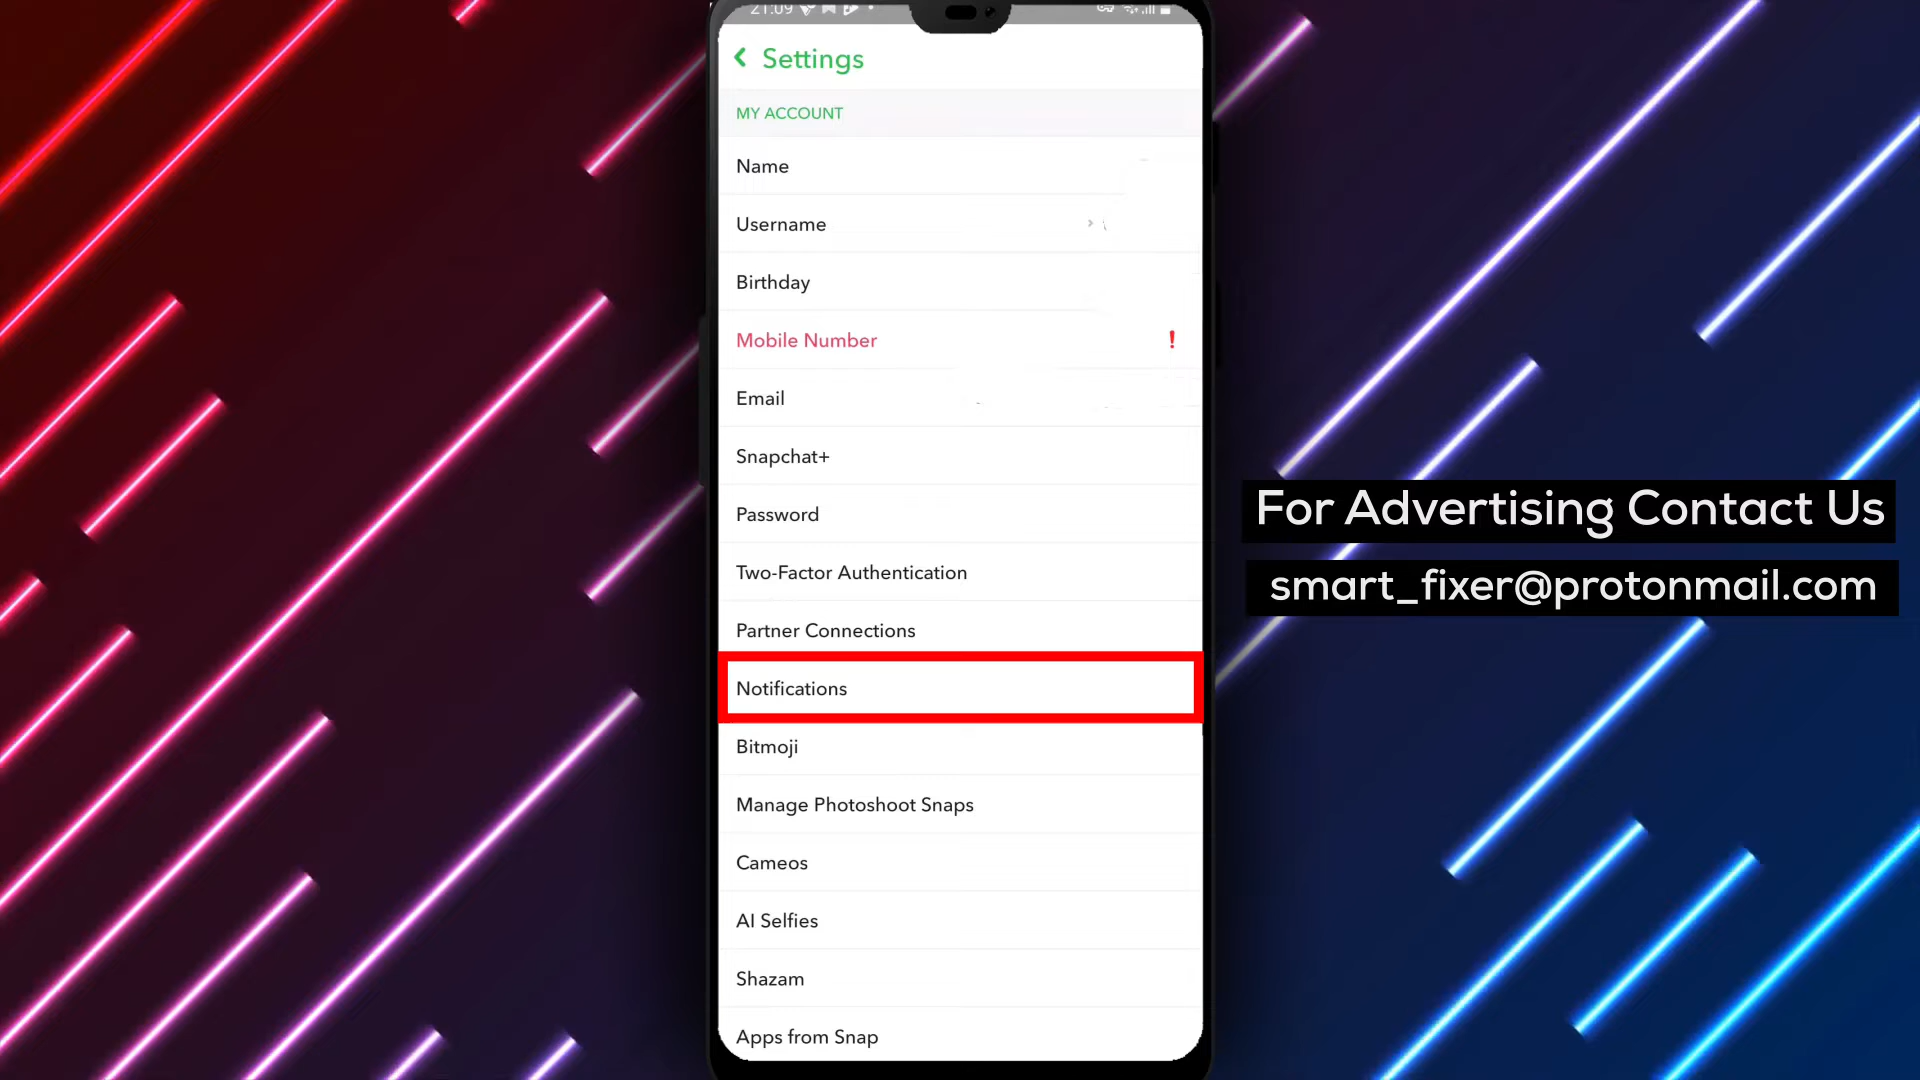 21:09
Settings
MY ACCOUNT
Name
Username
Birthday
Mobile Number !
Email
Snapchat+
Password
Two-Factor Authentication
Partner Connections
Notifications
Bitmoji
Manage Photoshoot Snaps
Cameos
AI Selfies
Shazam
Apps from Snap
For Advertising Contact Us
smart_fixer@protonmail.com